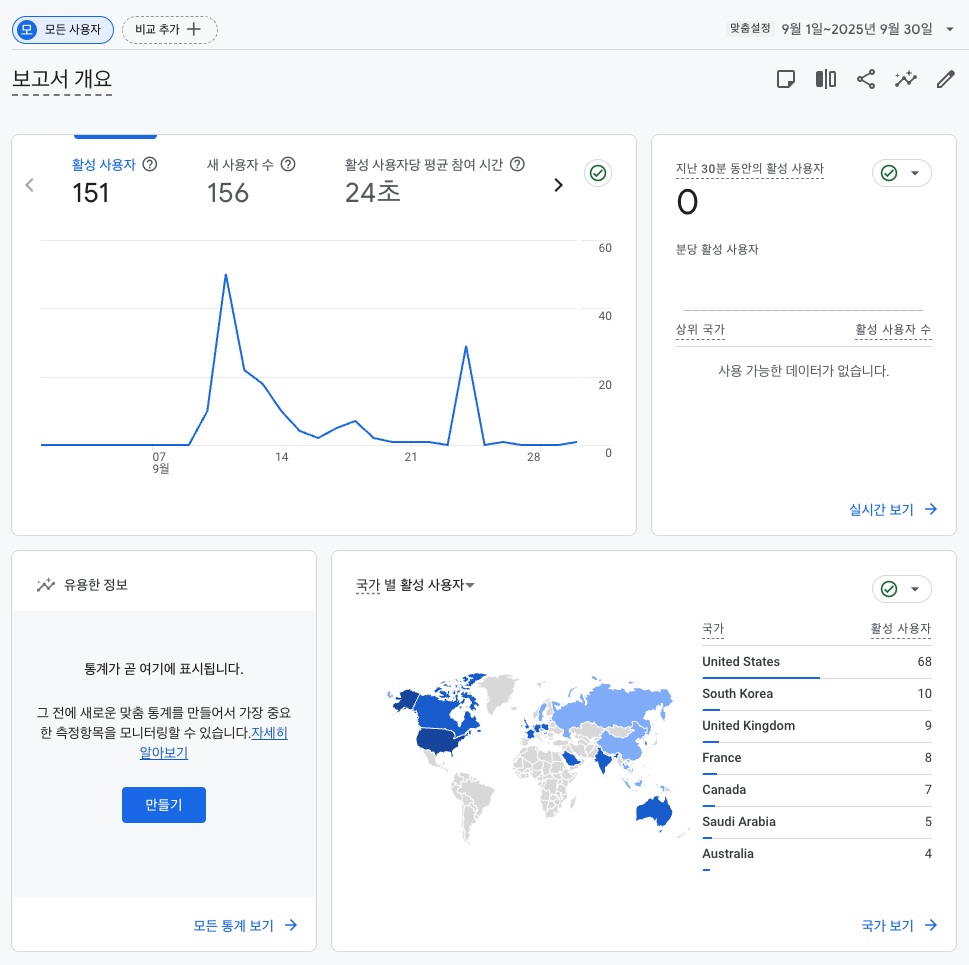 모 모든 사용자
비교 추가
맞춤설정 9월 1일~2025년 9월 30일
보고서 개요
활성 사용자
151
새 사용자 수
156
활성 사용자당 평균 참여 시간
24초
60
40
20
0
07
9월
14
21
28
지난 30분 동안의 활성 사용자
0
분당 활성 사용자
상위 국가 활성 사용자 수
사용 가능한 데이터가 없습니다.
실시간 보기
유용한 정보
통계가 곧 여기에 표시됩니다.
그 전에 새로운 맞춤 통계를 만들어서 가장 중요
한 측정항목을 모니터링할 수 있습니다.자세히
알아보기
만들기
모든 통계 보기
국가 별 활성 사용자
국가 활성 사용자
United States 68
South Korea 10
United Kingdom 9
France 8
Canada 7
Saudi Arabia 5
Australia 4
국가 보기